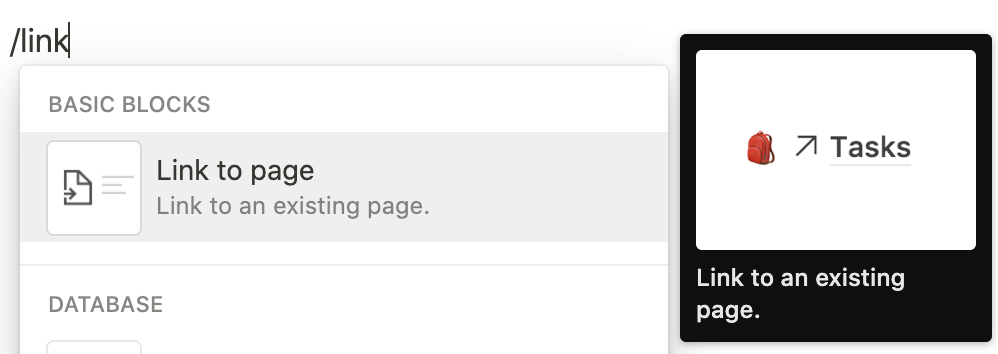 /link
BASIC BLOCKS
Link to page
Link to an existing page.
DATABASE
Tasks
Link to an existing
page.